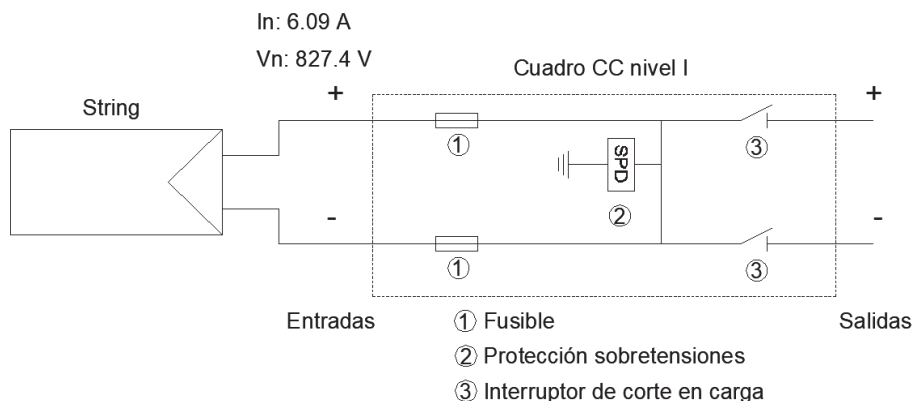 In: 6.09 A
Vn: 827.4 V
Cuadro CC nivel I
String
+
+
1
SPD
3
2
-
-
1
3
Entradas
1 Fusible
Salidas
2 Protección sobretensiones
3 Interruptor de corte en carga